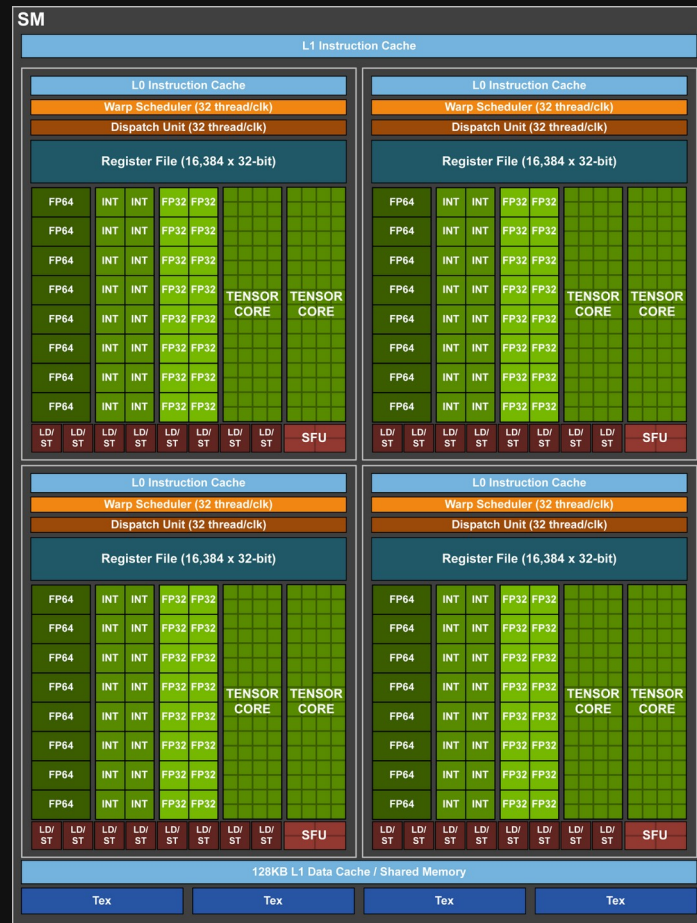 SM
L1 Instruction Cache
L0 Instruction Cache
Warp Scheduler (32 thread/clk)
Dispatch Unit (32 thread/clk)
Register File (16,384 x 32-bit)
FP64 INT INT FP32 FP32
FP64 INT INT FP32 FP32
FP64 INT INT FP32 FP32
FP64 INT INT FP32 FP32
TENSOR CORE TENSOR CORE
FP64 INT INT FP32 FP32
FP64 INT INT FP32 FP32
FP64 INT INT FP32 FP32
FP64 INT INT FP32 FP32
LD/ LD/ LD/ LD/ LD/ LD/ LD/ LD/ SFU
ST ST ST ST ST ST ST ST
L0 Instruction Cache
Warp Scheduler (32 thread/clk)
Dispatch Unit (32 thread/clk)
Register File (16,384 x 32-bit)
FP64 INT INT FP32 FP32
FP64 INT INT FP32 FP32
FP64 INT INT FP32 FP32
FP64 INT INT FP32 FP32
TENSOR CORE TENSOR CORE
FP64 INT INT FP32 FP32
FP64 INT INT FP32 FP32
FP64 INT INT FP32 FP32
FP64 INT INT FP32 FP32
LD/ LD/ LD/ LD/ LD/ LD/ LD/ LD/ SFU
ST ST ST ST ST ST ST ST
L0 Instruction Cache
Warp Scheduler (32 thread/clk)
Dispatch Unit (32 thread/clk)
Register File (16,384 x 32-bit)
FP64 INT INT FP32 FP32
FP64 INT INT FP32 FP32
FP64 INT INT FP32 FP32
FP64 INT INT FP32 FP32
TENSOR CORE TENSOR CORE
FP64 INT INT FP32 FP32
FP64 INT INT FP32 FP32
FP64 INT INT FP32 FP32
FP64 INT INT FP32 FP32
LD/ LD/ LD/ LD/ LD/ LD/ LD/ LD/ SFU
ST ST ST ST ST ST ST ST
L0 Instruction Cache
Warp Scheduler (32 thread/clk)
Dispatch Unit (32 thread/clk)
Register File (16,384 x 32-bit)
FP64 INT INT FP32 FP32
FP64 INT INT FP32 FP32
FP64 INT INT FP32 FP32
FP64 INT INT FP32 FP32
TENSOR CORE TENSOR CORE
FP64 INT INT FP32 FP32
FP64 INT INT FP32 FP32
FP64 INT INT FP32 FP32
FP64 INT INT FP32 FP32
LD/ LD/ LD/ LD/ LD/ LD/ LD/ LD/ SFU
ST ST ST ST ST ST ST ST
128KB L1 Data Cache / Shared Memory
Tex Tex Tex Tex